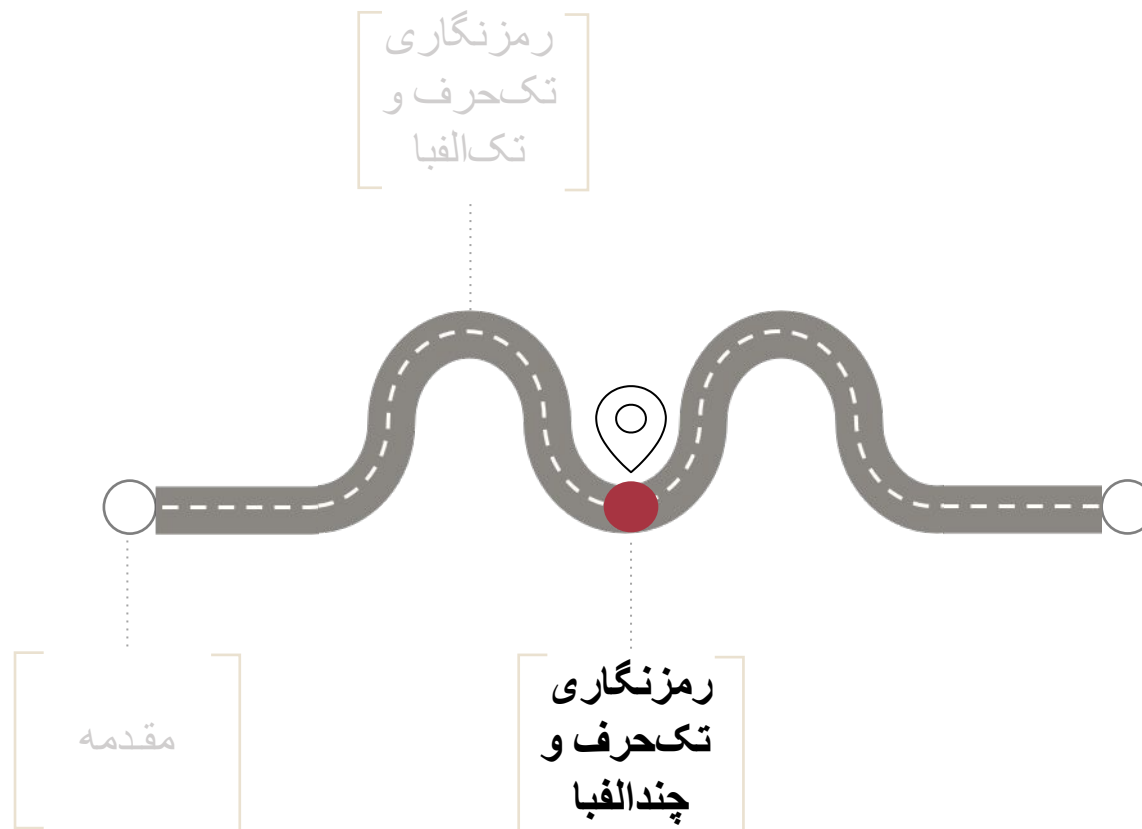 رمزنگاری
تک‌حرف و
تک‌الفبا
مقدمه
رمزنگاری
تک‌حرف و
چندالفبا